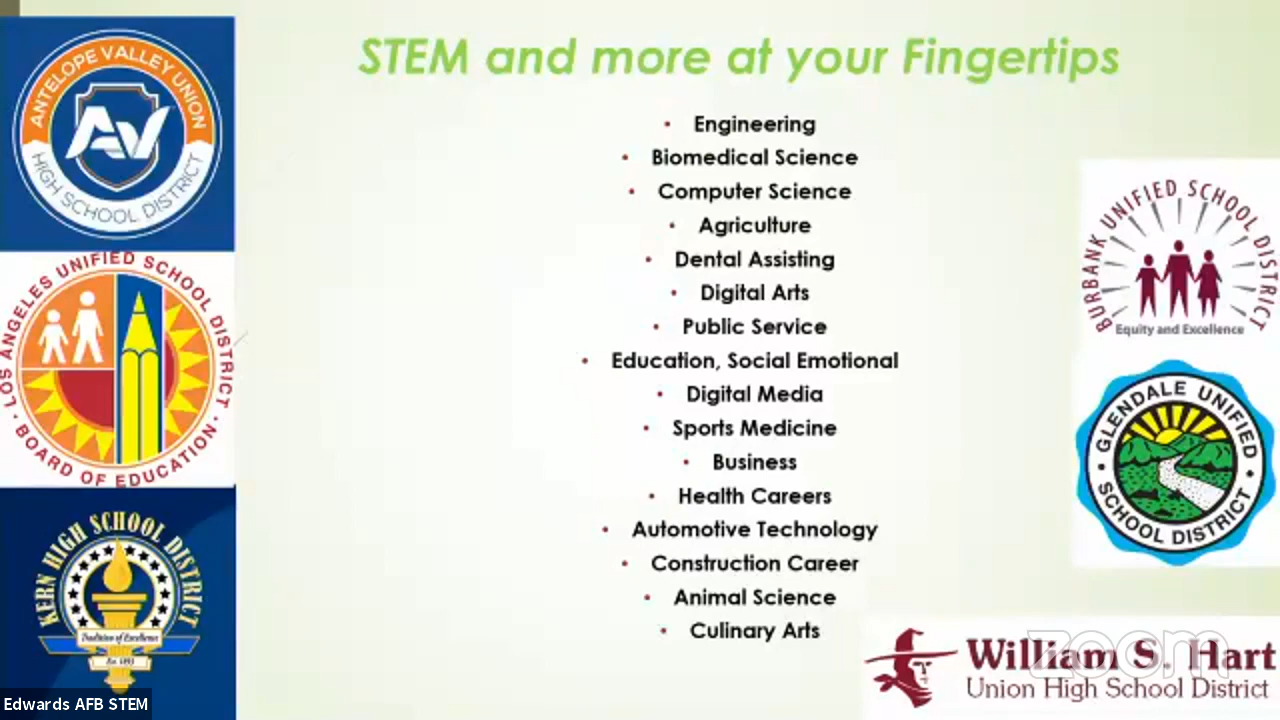 STEM and more at your Fingertips
ANTELOPE VALLEY UNION
AV
HIGH SCHOOL DISTRICT
LOS ANGELES UNIFIED SCHOOL DISTRICT
BOARD OF EDUCATION
KERN HIGH SCHOOL DISTRICT
Tradition of Excellence
Est. 1893
• Engineering
• Biomedical Science
• Computer Science
• Agriculture
• Dental Assisting
• Digital Arts
• Public Service
• Education, Social Emotional
• Digital Media
• Sports Medicine
• Business
• Health Careers
• Automotive Technology
• Construction Career
• Animal Science
• Culinary Arts
BURBANK UNIFIED SCHOOL DISTRICT
Equity and Excellence
GLENDALE UNIFIED
SCHOOL DISTRICT
William S. Hart
Union High School District
zoom
Edwards AFB STEM